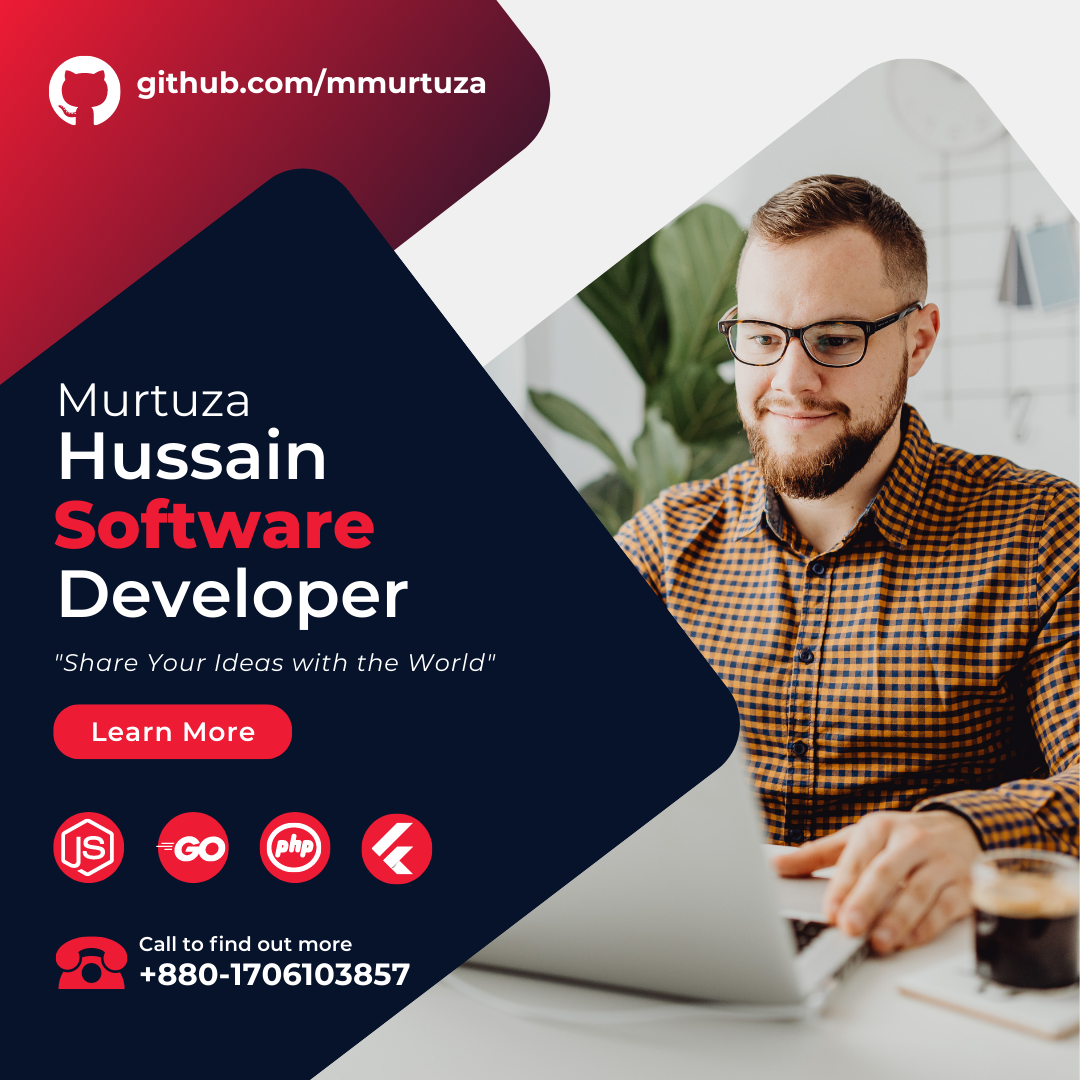 github.com/mmurtuza
Murtuza
Hussain
Software
Developer
"Share Your Ideas with the World"
Learn More
JS
GO
php
Call to find out more
+880-1706103857